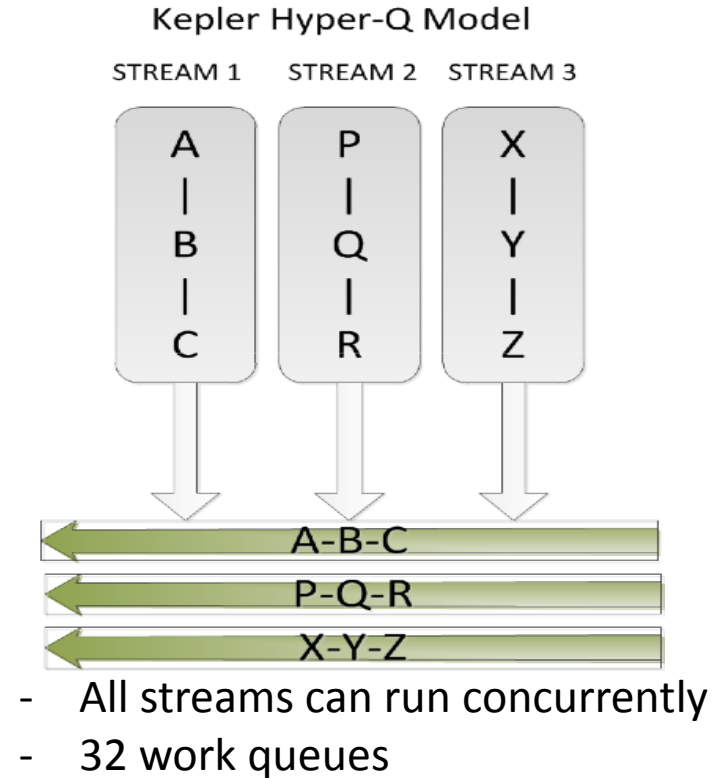 Kepler Hyper-Q Model
STREAM 1 STREAM 2 STREAM 3
A P X
| | |
B Q Y
| | |
C R Z
A-B-C
P-Q-R
X-Y-Z
- All streams can run concurrently
- 32 work queues